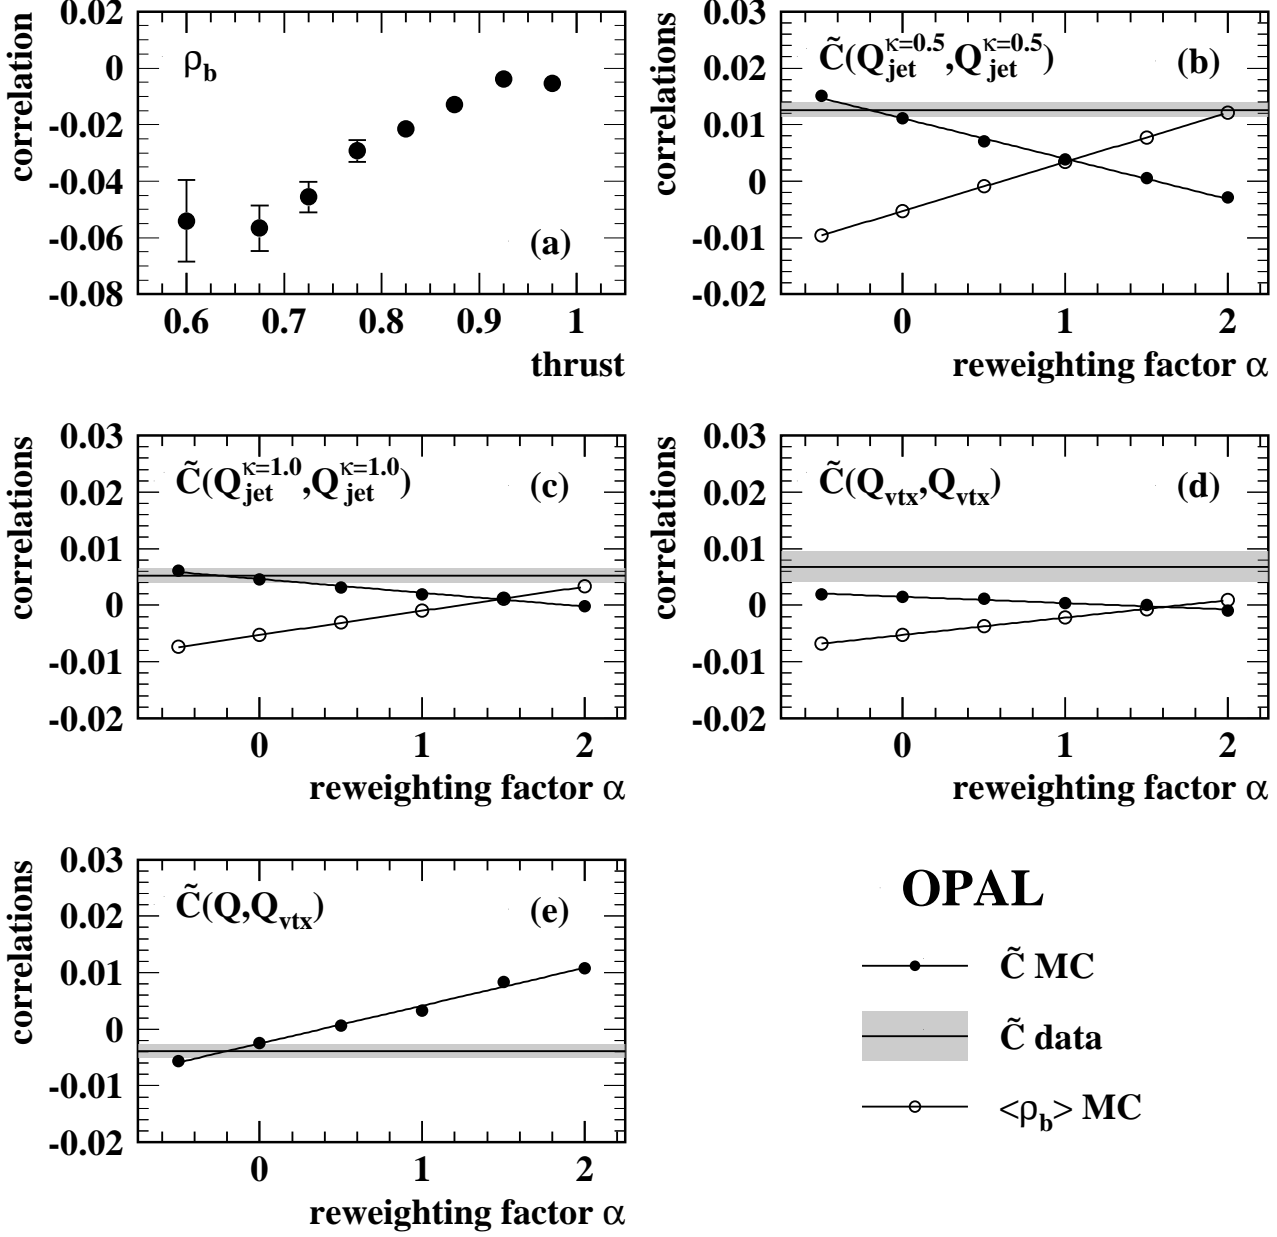 correlation
0.02
0
-0.02
-0.04
-0.06
-0.08
ρb
(a)
0.6 0.7 0.8 0.9 1
thrust
correlations
0.03
0.02
0.01
0
-0.01
-0.02
C̃(Qjet^κ=0.5,Qjet^κ=0.5)
(b)
0 1 2
reweighting factor α
correlations
0.03
0.02
0.01
0
-0.01
-0.02
C̃(Qjet^κ=1.0,Qjet^κ=1.0)
(c)
0 1 2
reweighting factor α
correlations
0.03
0.02
0.01
0
-0.01
-0.02
C̃(Qvtx,Qvtx)
(d)
0 1 2
reweighting factor α
correlations
0.03
0.02
0.01
0
-0.01
-0.02
C̃(Q,Qvtx)
(e)
0 1 2
reweighting factor α
OPAL
C̃ MC
C̃ data
<ρb> MC